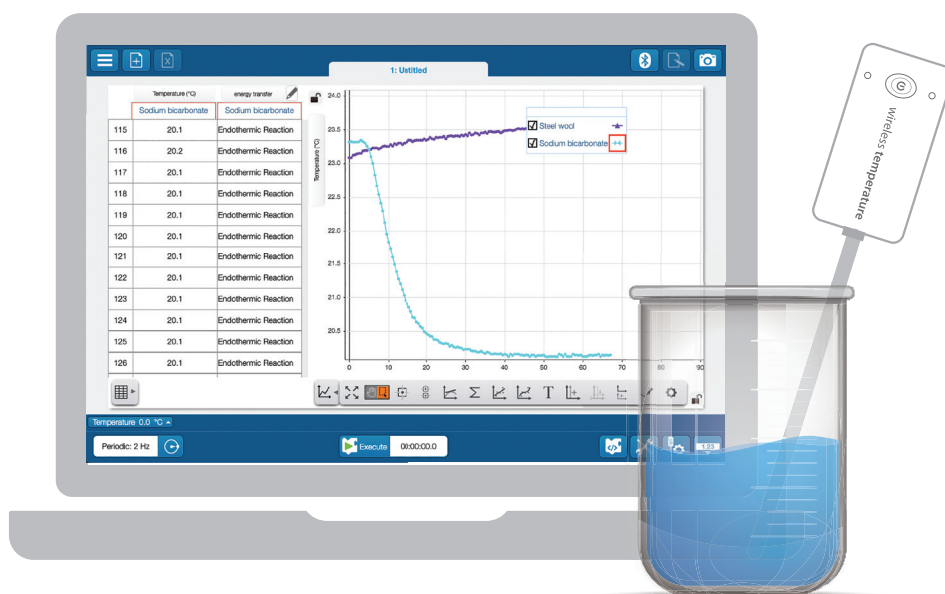 1: Ustitled
Temperature (°C)
energy transfer
Sodium bicarbonate
Sodium bicarbonate
115 20.1 Endothermic Reaction
116 20.2 Endothermic Reaction
117 20.1 Endothermic Reaction
118 20.1 Endothermic Reaction
119 20.1 Endothermic Reaction
120 20.1 Endothermic Reaction
121 20.1 Endothermic Reaction
122 20.1 Endothermic Reaction
123 20.1 Endothermic Reaction
124 20.1 Endothermic Reaction
125 20.1 Endothermic Reaction
126 20.1 Endothermic Reaction
Temperature (°C)
24.0
23.5
23.0
22.5
22.0
21.5
21.0
20.5
Steel wool
Sodium bicarbonate
0 10 20 30 40 50 60 70 80 90
Σ
T
Temperature 0.0 °C
Periodic: 2 Hz
Execute
00:00:00.0
1.23
wireless temperature